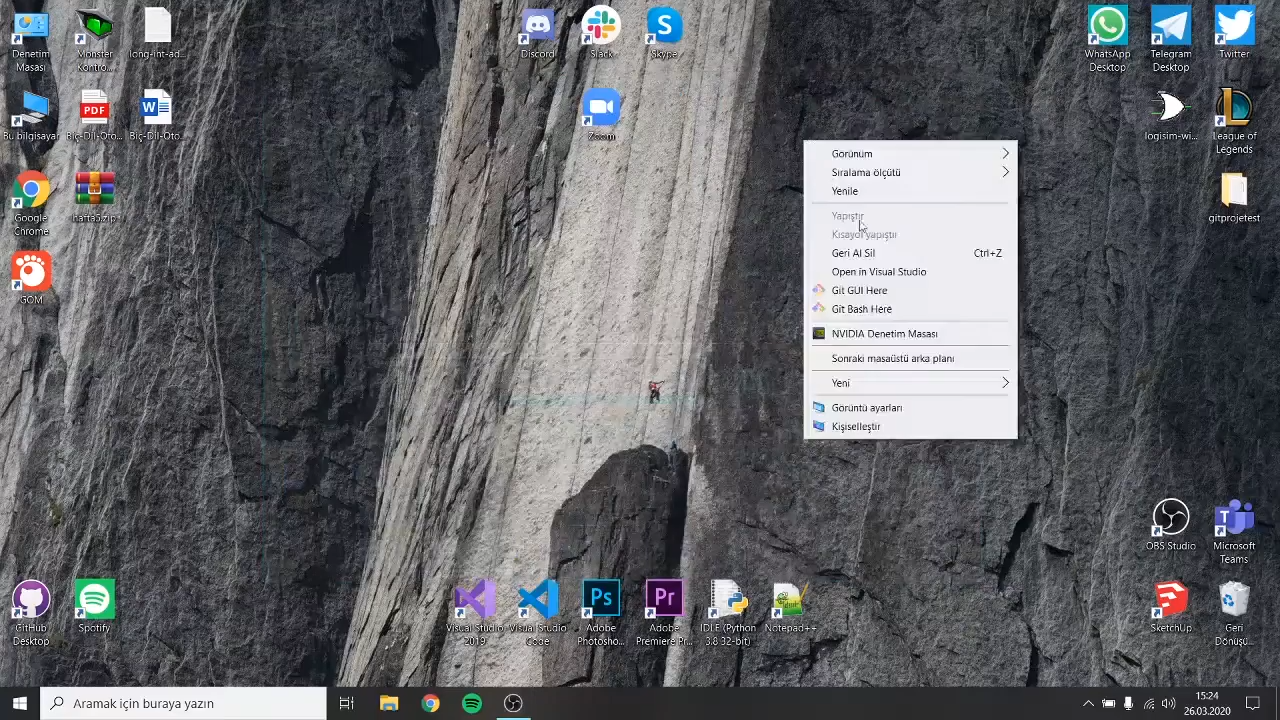 Denetim
Masası
Monster
Kontro...
long-int-ad...
Discord
Slack
Skype
WhatsApp
Desktop
Telegram
Desktop
Twitter
Bu bilgisayar
PDF
Biç-Dil-Oto...
W
Biç-Dil-Oto...
Zoom
logisim-wi...
League of
Legends
Google
Chrome
hafta5.zip
gitprojetest
GOM
Görünüm
Sıralama ölçütü
Yenile
Yapıştır
Kısayol yapıştır
Geri Al Sil Ctrl+Z
Open in Visual Studio
Git GUI Here
Git Bash Here
NVIDIA Denetim Masası
Sonraki masaüstü arka planı
Yeni
Görüntü ayarları
Kişiselleştir
OBS Studio
Microsoft
Teams
GitHub
Desktop
Spotify
Visual Studio
2019
Visual Studio
Code
Ps
Adobe
Photosho...
Pr
Adobe
Premiere Pr...
IDLE (Python
3.8 32-bit)
Notepad++
SketchUp
Geri
Dönüşü...
Aramak için buraya yazın
15:24
26.03.2020